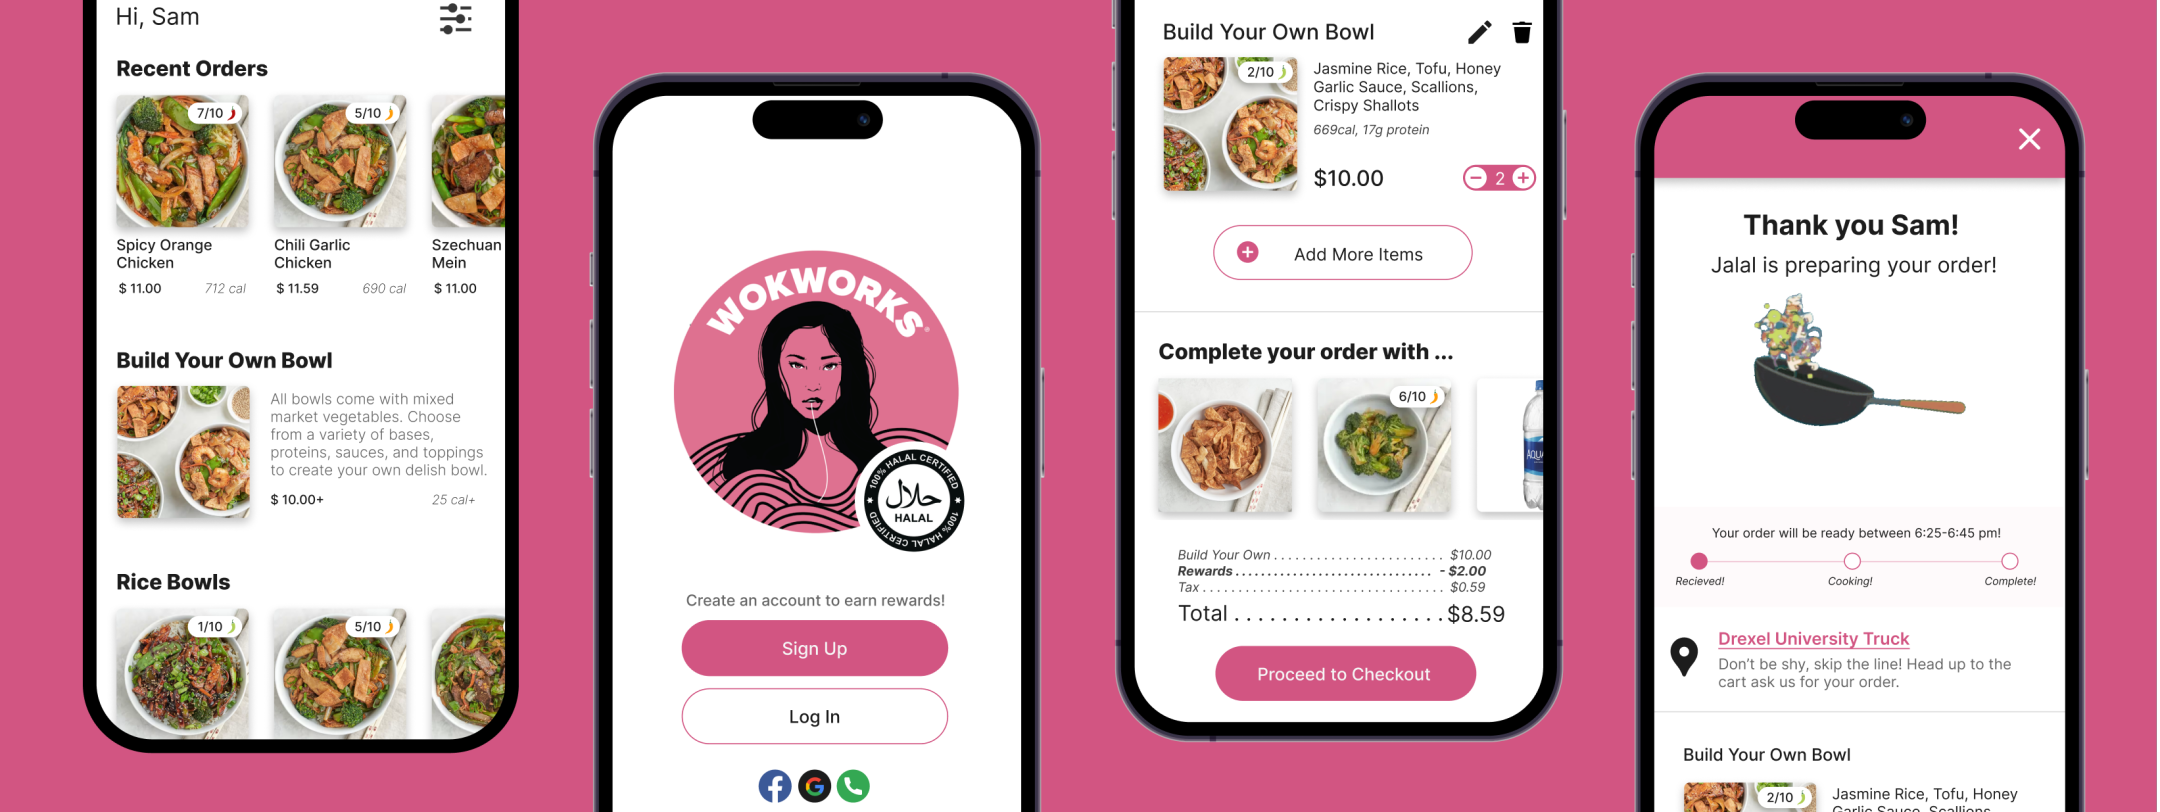 Hi, Sam
Recent Orders
7/10
5/10
Spicy Orange
Chicken
$ 11.00
712 cal
Chili Garlic
Chicken
$ 11.59
690 cal
Szechuan
Mein
$ 11.00
Build Your Own Bowl
All bowls come with mixed
market vegetables. Choose
from a variety of bases,
proteins, sauces, and toppings
to create your own delish bowl.
$ 10.00+
25 cal+
Rice Bowls
1/10
5/10
WOKWORKS®
100% HALAL CERTIFIED
حلال
HALAL
100% HALAL CERTIFIED
Create an account to earn rewards!
Sign Up
Log In
Build Your Own Bowl
2/10
Jasmine Rice, Tofu, Honey
Garlic Sauce, Scallions,
Crispy Shallots
669cal, 17g protein
$10.00
2
Add More Items
Complete your order with ...
6/10
AQUA
Build Your Own . . . . . . . . . . . . . . . . . . . . . . . . $10.00
Rewards . . . . . . . . . . . . . . . . . . . . . . . . . . . . - $2.00
Tax . . . . . . . . . . . . . . . . . . . . . . . . . . . . . . . . . . $0.59
Total . . . . . . . . . . . . . . . . . . $8.59
Proceed to Checkout
Thank you Sam!
Jalal is preparing your order!
Your order will be ready between 6:25-6:45 pm!
Recieved!
Cooking!
Complete!
Drexel University Truck
Don't be shy, skip the line! Head up to the
cart ask us for your order.
Build Your Own Bowl
2/10
Jasmine Rice, Tofu, Honey
Garlic Sauce, Scallions,